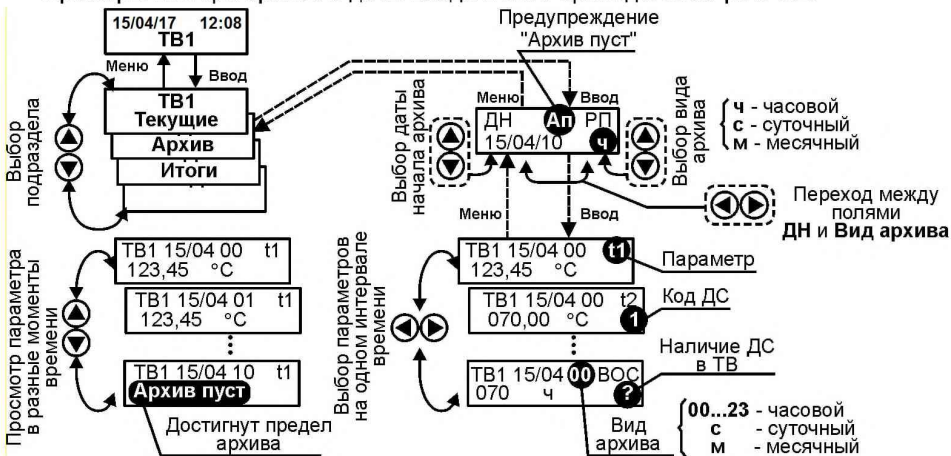 15/04/17 12:08
ТВ1
Меню
Ввод
Выбор
подраздела
ТВ1
Текущие
Архив
Итоги
Предупреждение
"Архив пуст"
Меню
Ввод
Выбор даты
начала архива
ДН Ап РП
15/04/10 ч
Выбор вида
архива
ч - часовой
с - суточный
м - месячный
Переход между
полями
ДН и Вид архива
Меню
Ввод
Просмотр параметра
в разные моменты
времени
ТВ1 15/04 00 t1
123,45 °C
ТВ1 15/04 01 t1
123,45 °C
ТВ1 15/04 10 t1
Архив пуст
Достигнут предел
архива
Выбор параметров
на одном интервале
времени
ТВ1 15/04 00 t1
123,45 °C
Параметр
ТВ1 15/04 00 t2
070,00 °C 1
Код ДС
Наличие ДС
в ТВ
ТВ1 15/04 00 ВОС
070 ч ?
Вид
архива
00...23 - часовой
с - суточный
м - месячный